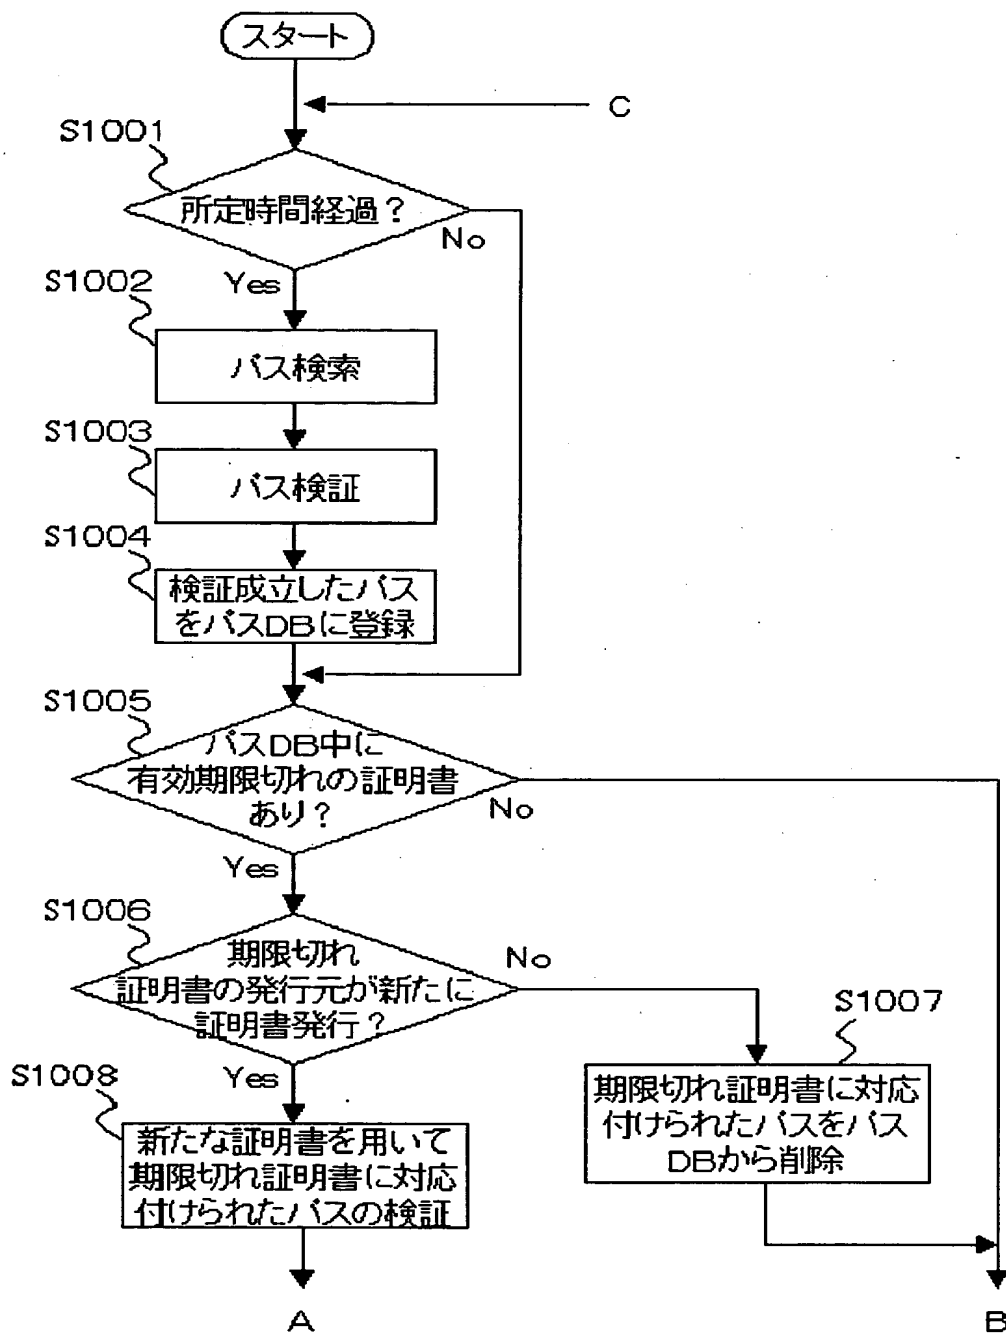 スタート
C
S1001
所定時間経過?
No
Yes
S1002
パス検索
S1003
パス検証
S1004
検証成立したパス
をパスDBに登録
S1005
パスDB中に
有効期限切れの証明書
あり?
No
Yes
S1006
期限切れ
証明書の発行元が新たに
証明書発行?
No
Yes
S1007
期限切れ証明書に対応
付けられたパスをパス
DBから削除
S1008
新たな証明書を用いて
期限切れ証明書に対応
付けられたパスの検証
A
B